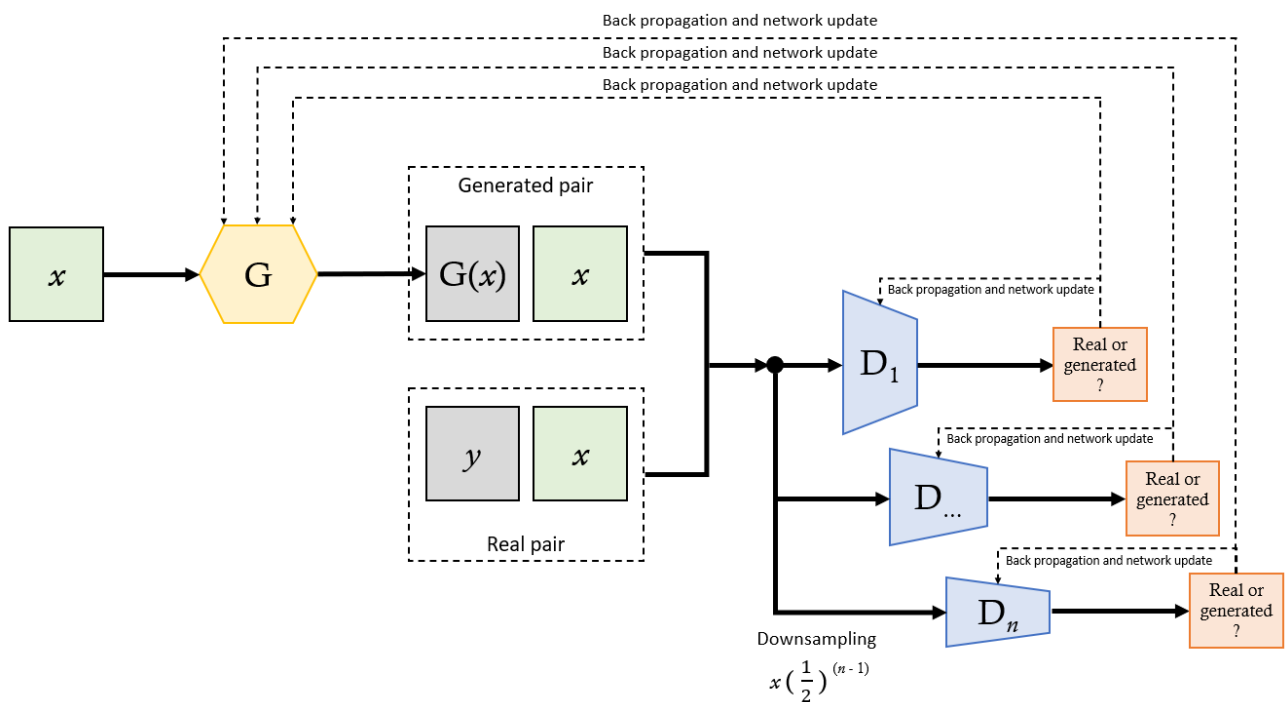 Back propagation and network update
Back propagation and network update
Back propagation and network update
Generated pair
x
G
G(x)
x
Back propagation and network update
D₁
Real or
generated
?
y
x
Real pair
Back propagation and network update
D...
Real or
generated
?
Back propagation and network update
Dₙ
Real or
generated
?
Downsampling
x(1/2)⁽ⁿ⁻¹⁾